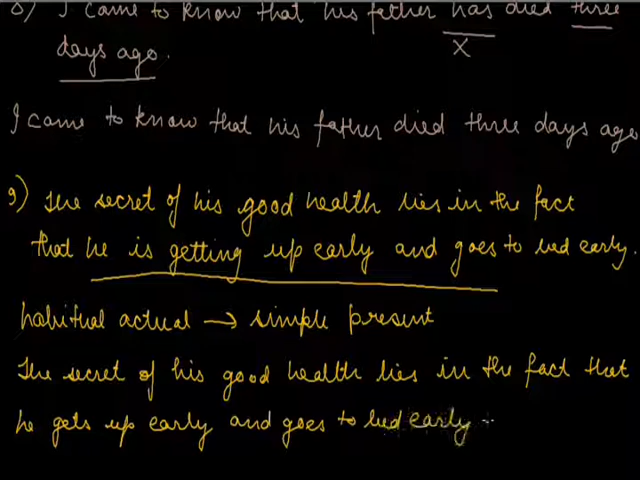 8) I came to know that his father has died three
days ago.
X
I came to know that his father died three days ago
9) The secret of his good health lies in the fact
that he is getting up early and goes to bed early.
habitual actual → simple present
The secret of his good health lies in the fact that
he gets up early and goes to bed early